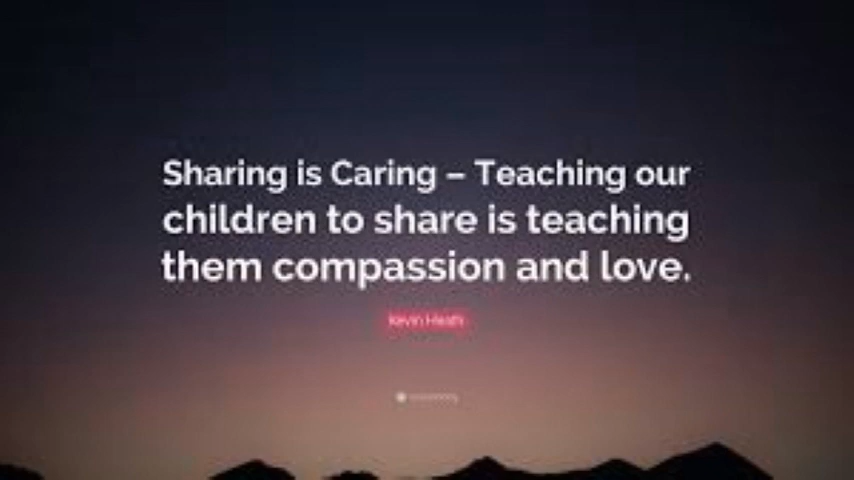 Sharing is Caring – Teaching our
children to share is teaching
them compassion and love.
Kevin Heath